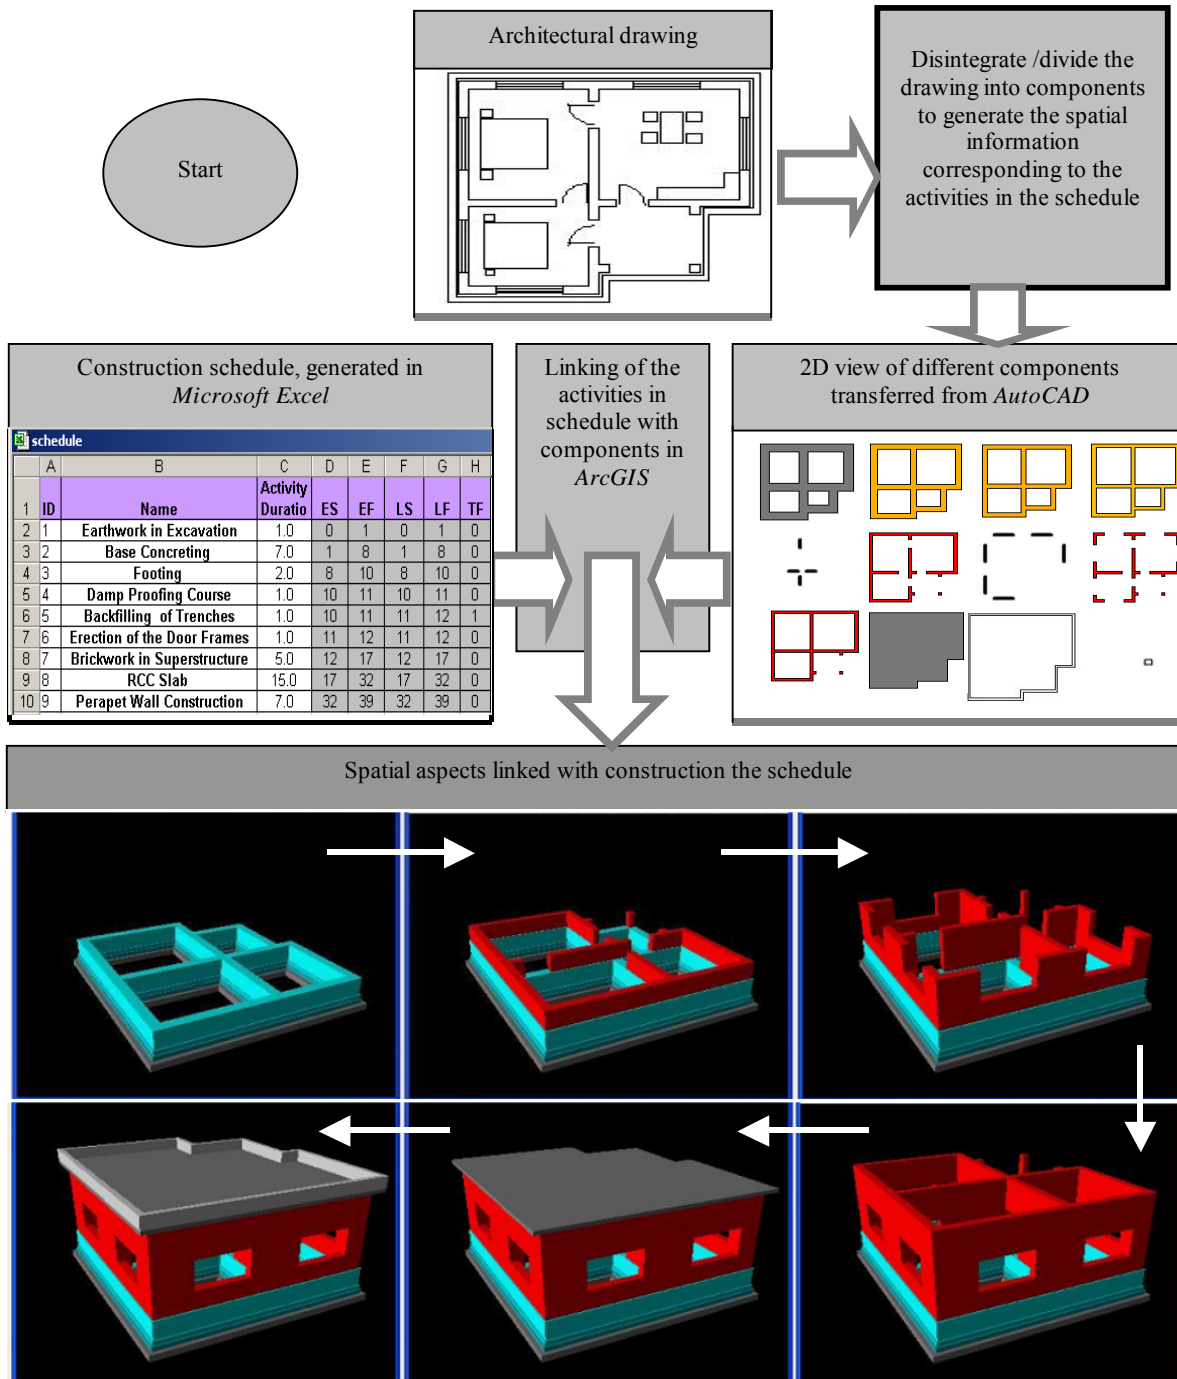 Start
Architectural drawing
Disintegrate /divide the
drawing into components
to generate the spatial
information
corresponding to the
activities in the schedule
Construction schedule, generated in
Microsoft Excel
schedule
A B C D E F G H
1 ID Name Activity Duratio ES EF LS LF TF
2 1 Earthwork in Excavation 1.0 0 1 0 1 0
3 2 Base Concreting 7.0 1 8 1 8 0
4 3 Footing 2.0 8 10 8 10 0
5 4 Damp Proofing Course 1.0 10 11 10 11 0
6 5 Backfilling of Trenches 1.0 10 11 11 12 1
7 6 Erection of the Door Frames 1.0 11 12 11 12 0
8 7 Brickwork in Superstructure 5.0 12 17 12 17 0
9 8 RCC Slab 15.0 17 32 17 32 0
10 9 Perapet Wall Construction 7.0 32 39 32 39 0
Linking of the
activities in
schedule with
components in
ArcGIS
2D view of different components
transferred from AutoCAD
Spatial aspects linked with construction the schedule